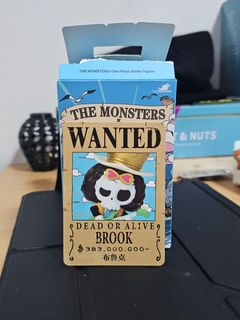 THE MONSTERS × One Piece Series Figures
THE MONSTERS
×
WANTED
DEAD OR ALIVE
BROOK
฿383,000,000-
布鲁克
& NUTS